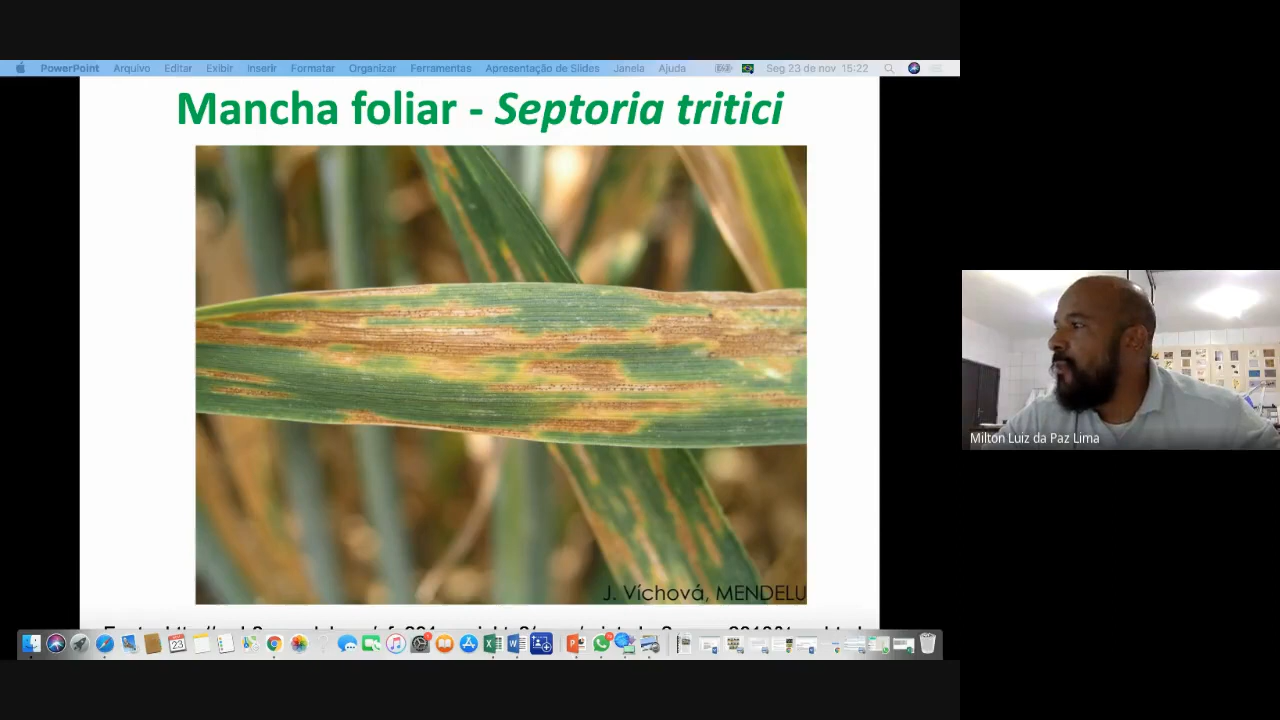 PowerPoint Arquivo Editar Exibir Inserir Formatar Organizar Ferramentas Apresentação de Slides Janela Ajuda Seg 23 de nov 15:22
Mancha foliar - Septoria tritici
J. Víchová, MENDELU
Milton Luiz da Paz Lima